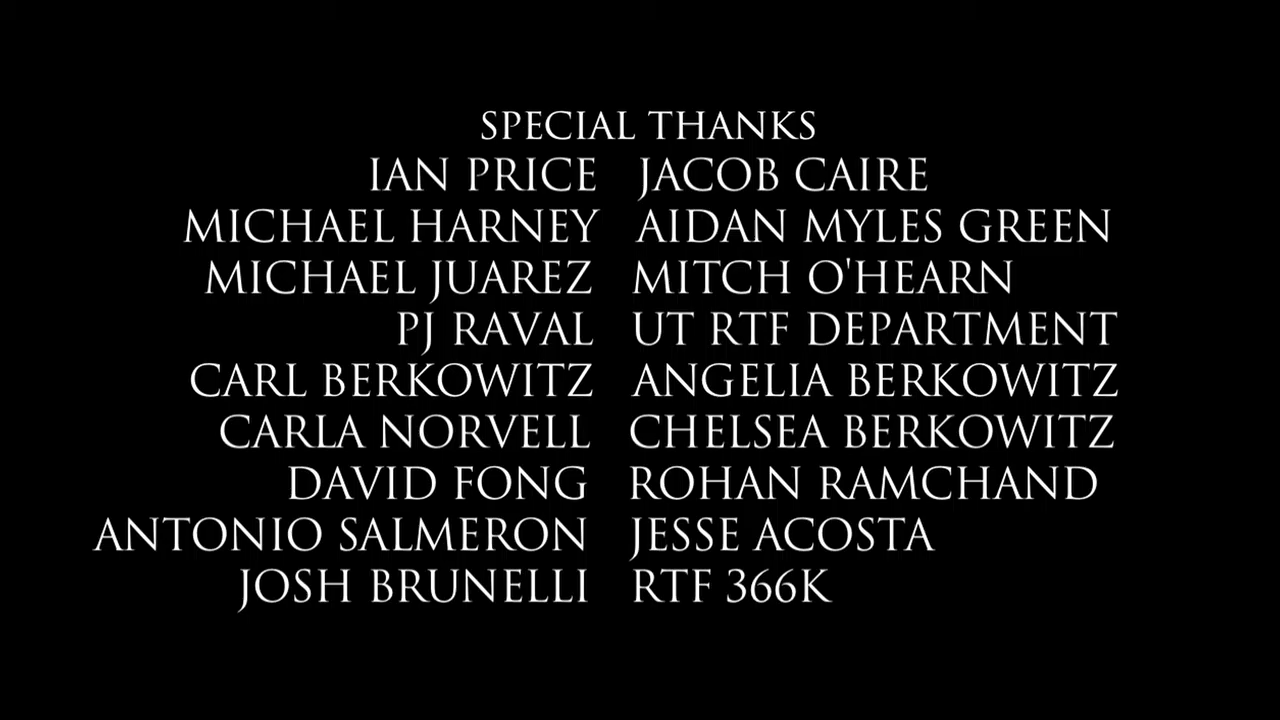 SPECIAL THANKS
IAN PRICE JACOB CAIRE
MICHAEL HARNEY AIDAN MYLES GREEN
MICHAEL JUAREZ MITCH O'HEARN
PJ RAVAL UT RTF DEPARTMENT
CARL BERKOWITZ ANGELIA BERKOWITZ
CARLA NORVELL CHELSEA BERKOWITZ
DAVID FONG ROHAN RAMCHAND
ANTONIO SALMERON JESSE ACOSTA
JOSH BRUNELLI RTF 366K